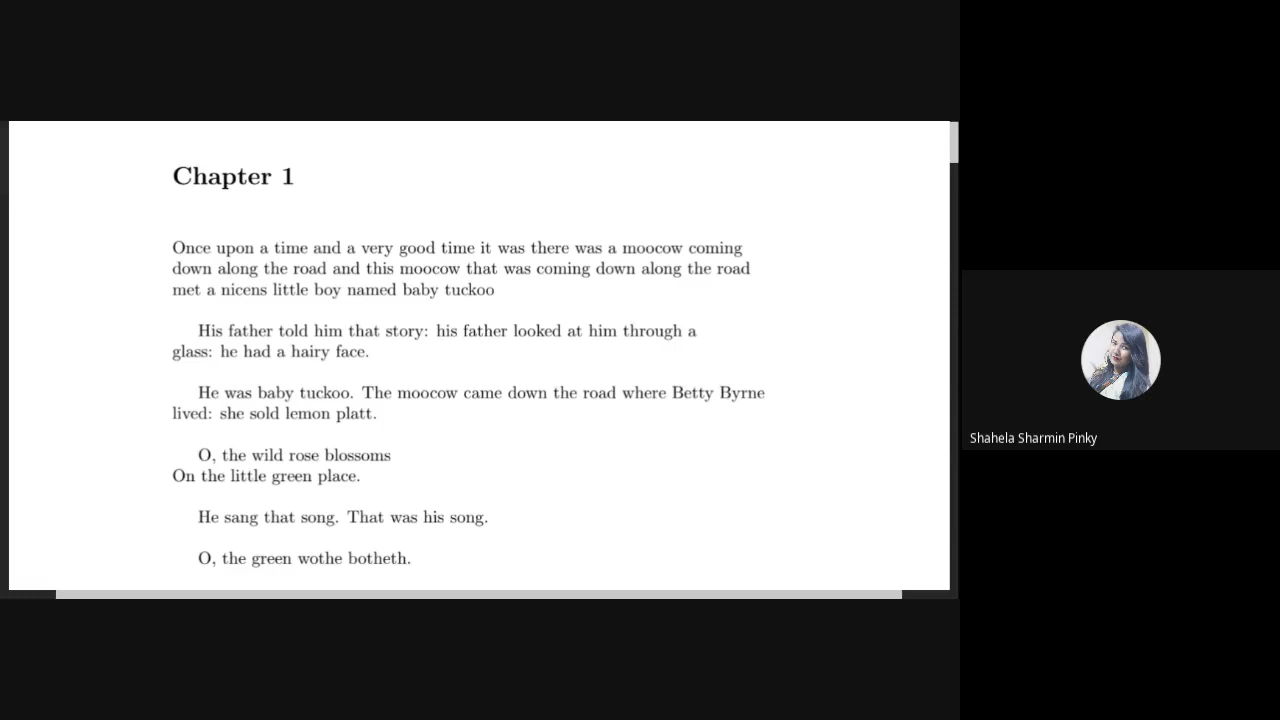 Chapter 1
Once upon a time and a very good time it was there was a moocow coming
down along the road and this moocow that was coming down along the road
met a nicens little boy named baby tuckoo
His father told him that story: his father looked at him through a
glass: he had a hairy face.
He was baby tuckoo. The moocow came down the road where Betty Byrne
lived: she sold lemon platt.
O, the wild rose blossoms
On the little green place.
He sang that song. That was his song.
O, the green wothe botheth.
Shahela Sharmin Pinky